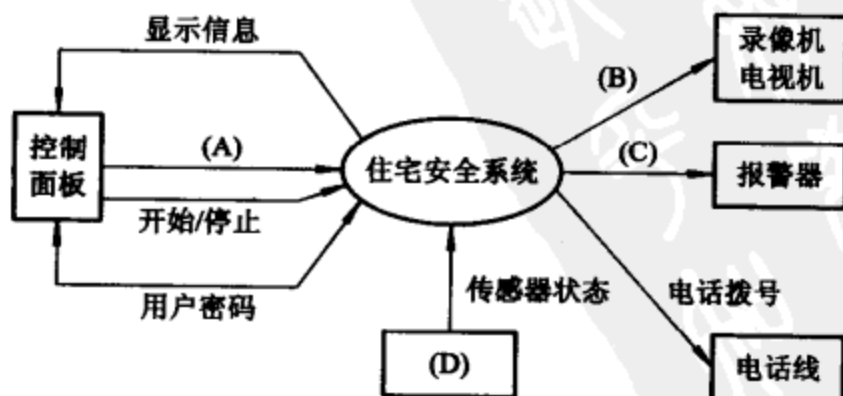 显示信息
录像机
电视机
(B)
控制
面板
(A)
住宅安全系统
(C)
报警器
开始/停止
用户密码
传感器状态
电话拨号
(D)
电话线